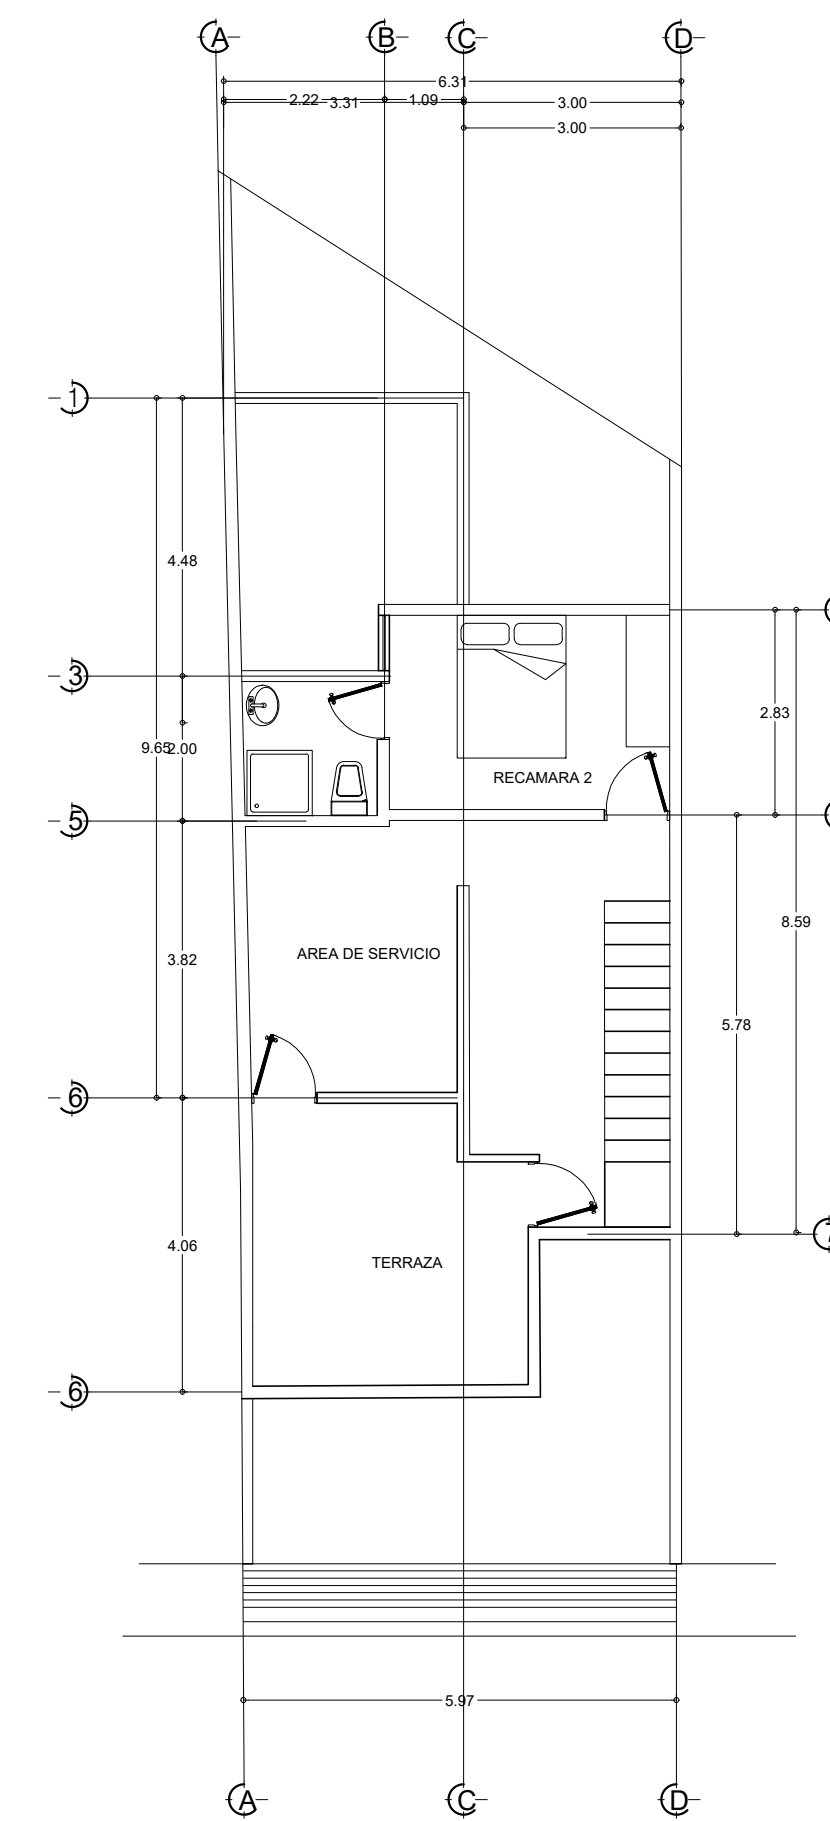 A B C D
6.31
2.22 3.31 1.09 3.00
3.00
1
4.48
3
2.83
9.65 2.00
RECAMARA 2
5
8.59
AREA DE SERVICIO
3.82
5.78
6
4.06
TERRAZA
6
5.97
A C D